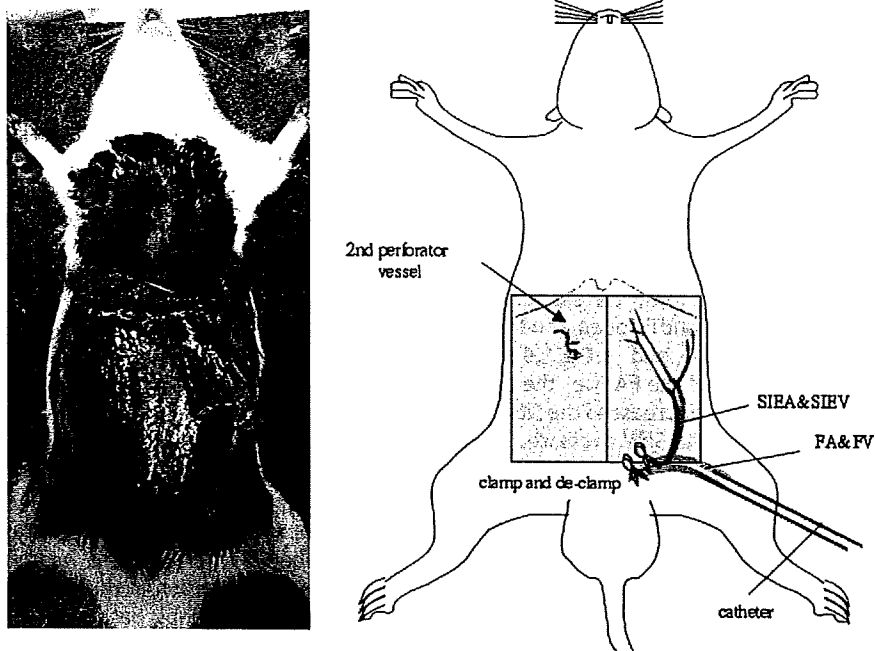 2nd perforator
vessel
SIEA & SIEV
FA & FV
clamp and de-clamp
catheter